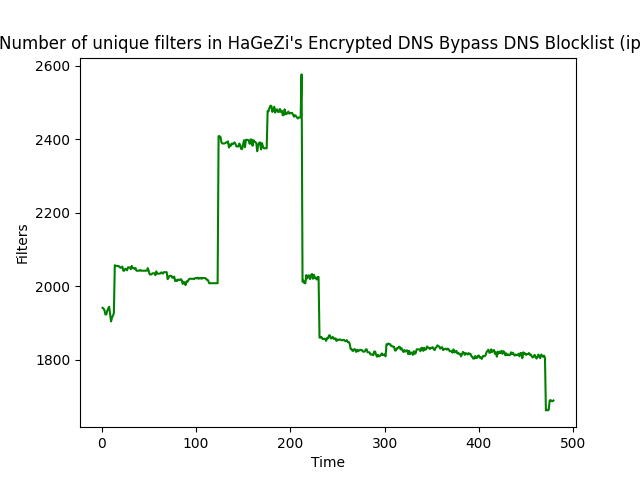 Number of unique filters in HaGeZi's Encrypted DNS Bypass DNS Blocklist (ip
2600
2400
2200
2000
1800
Filters
0 100 200 300 400 500
Time